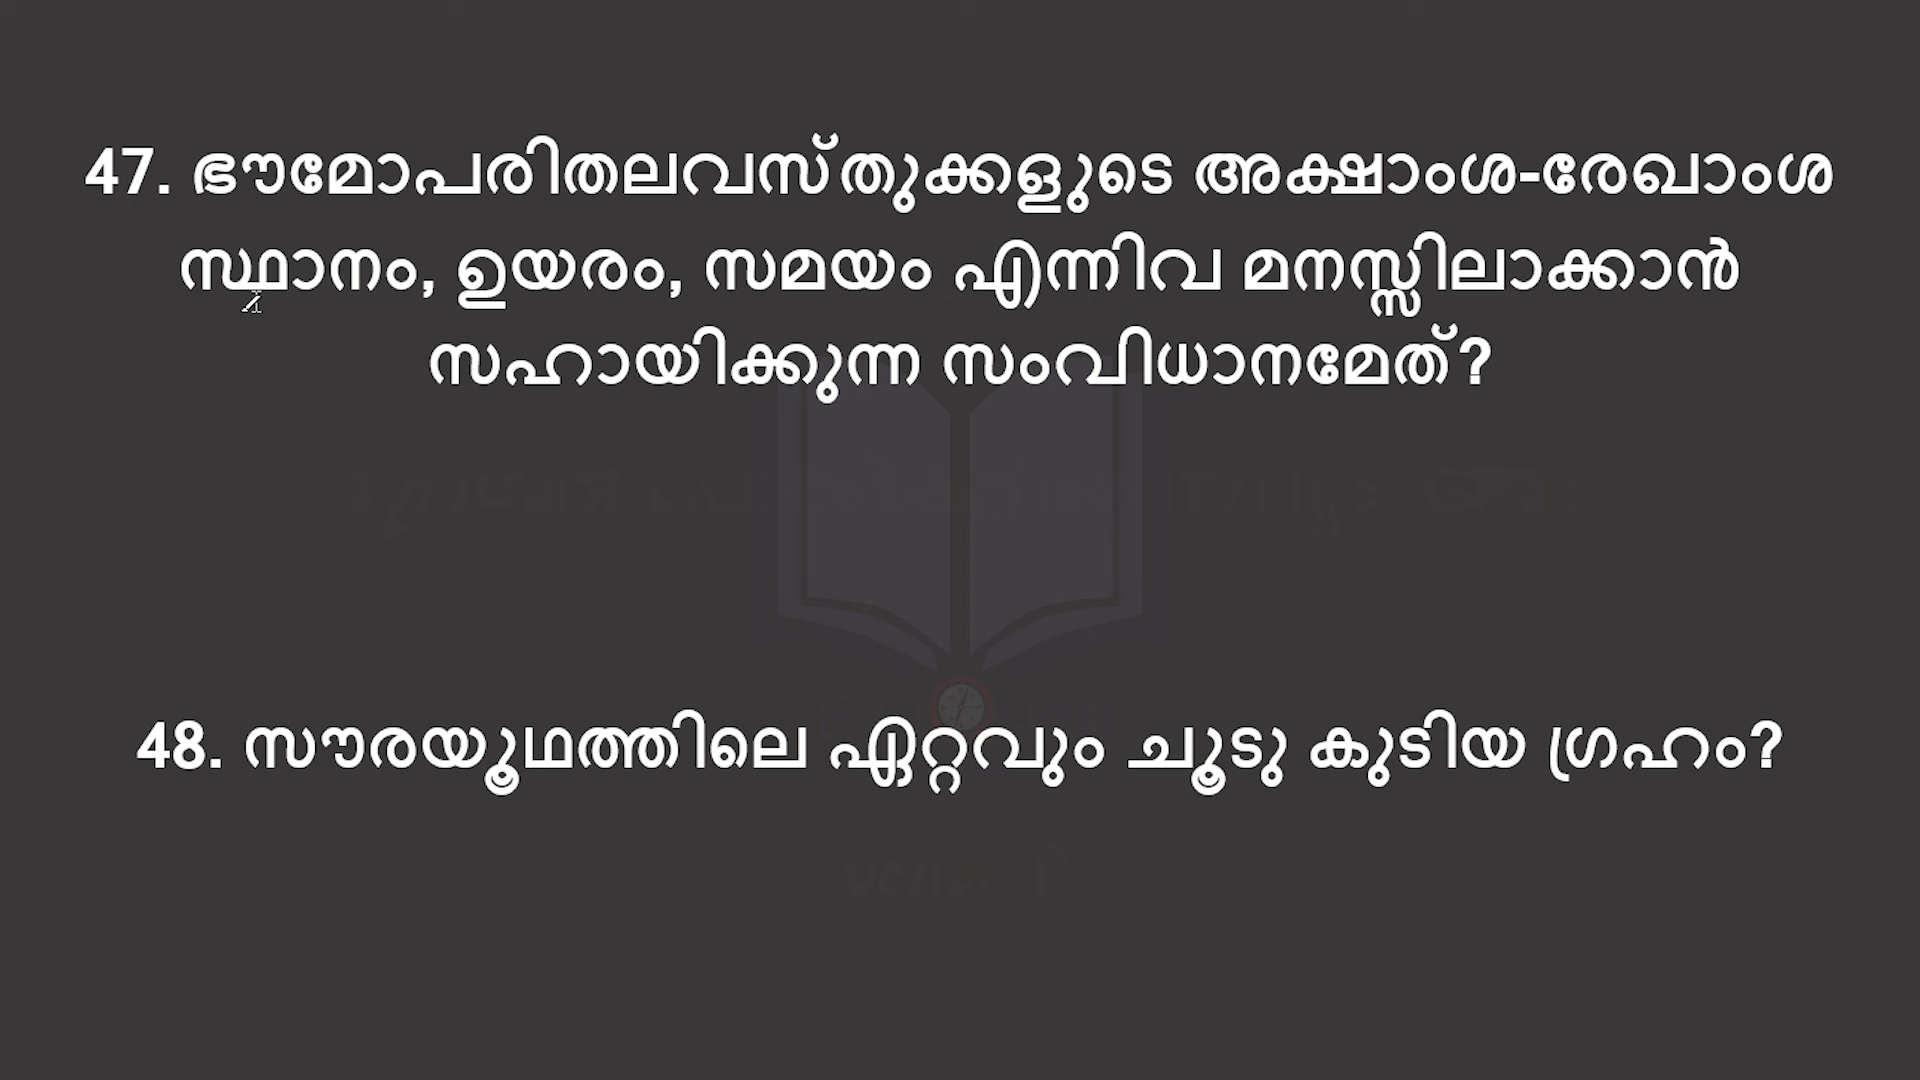 47. ഭൗമോപരിതലവസ്തുക്കളുടെ അക്ഷാംശ-രേഖാംശ
സ്ഥാനം, ഉയരം, സമയം എന്നിവ മനസ്സിലാക്കാൻ
സഹായിക്കുന്ന സംവിധാനമേത്?
48. സൗരയൂഥത്തിലെ ഏറ്റവും ചൂടു കുടിയ ഗ്രഹം?